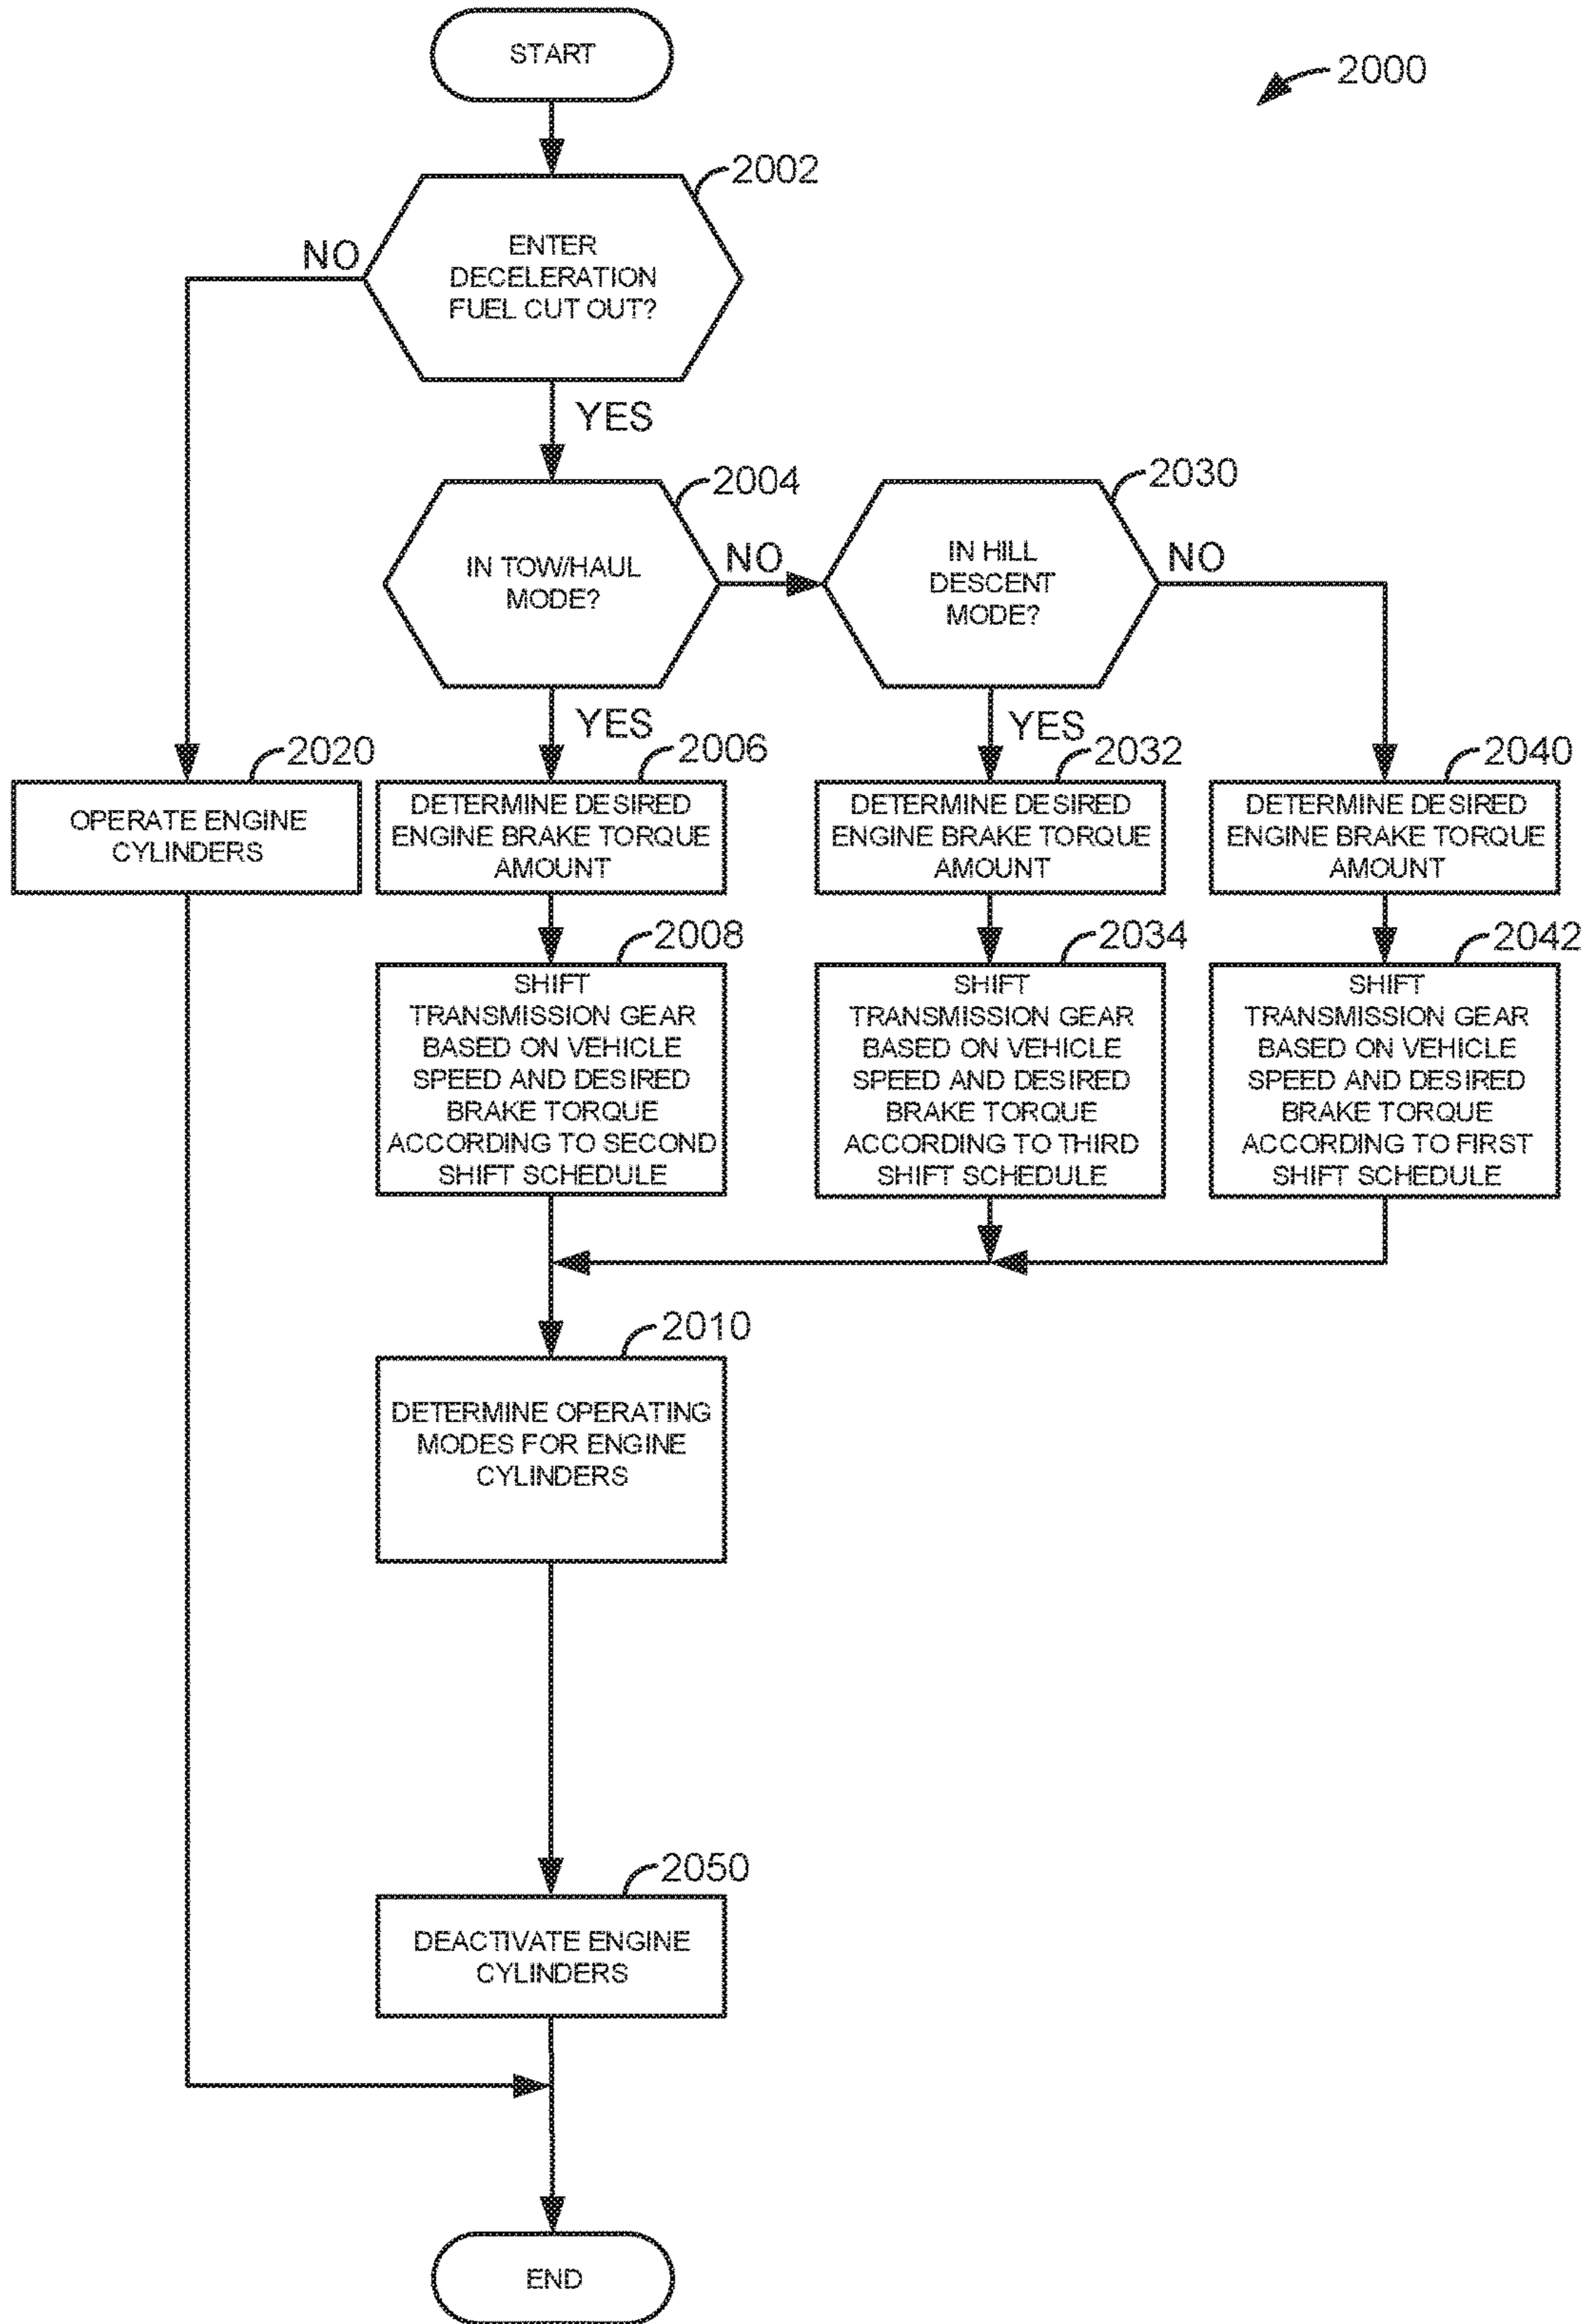 START
2000
2002
ENTER
DECELERATION
FUEL CUT OUT?
NO
YES
2004
IN TOW/HAUL
MODE?
NO
2030
IN HILL
DESCENT
MODE?
NO
YES
YES
2020
OPERATE ENGINE
CYLINDERS
2006
DETERMINE DESIRED
ENGINE BRAKE TORQUE
AMOUNT
2032
DETERMINE DESIRED
ENGINE BRAKE TORQUE
AMOUNT
2040
DETERMINE DESIRED
ENGINE BRAKE TORQUE
AMOUNT
2008
SHIFT
TRANSMISSION GEAR
BASED ON VEHICLE
SPEED AND DESIRED
BRAKE TORQUE
ACCORDING TO SECOND
SHIFT SCHEDULE
2034
SHIFT
TRANSMISSION GEAR
BASED ON VEHICLE
SPEED AND DESIRED
BRAKE TORQUE
ACCORDING TO THIRD
SHIFT SCHEDULE
2042
SHIFT
TRANSMISSION GEAR
BASED ON VEHICLE
SPEED AND DESIRED
BRAKE TORQUE
ACCORDING TO FIRST
SHIFT SCHEDULE
2010
DETERMINE OPERATING
MODES FOR ENGINE
CYLINDERS
2050
DEACTIVATE ENGINE
CYLINDERS
END